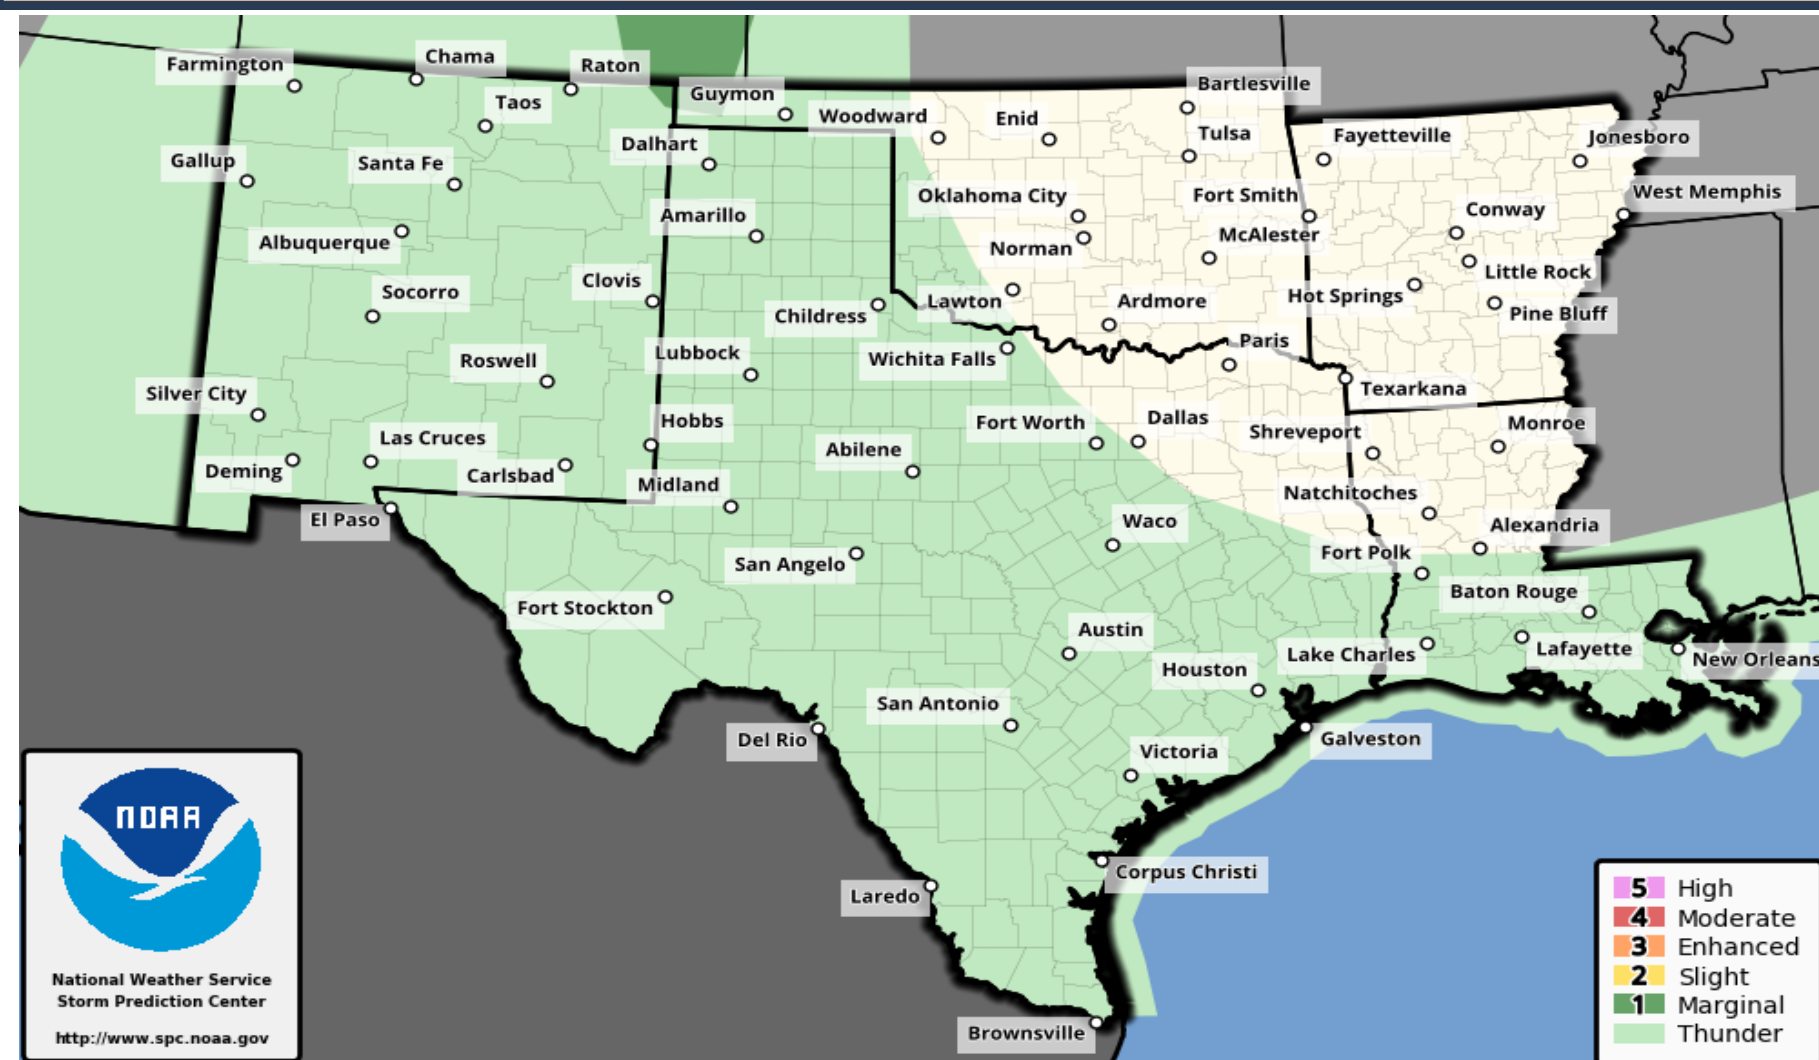 Farmington
Chama
Raton
Taos
Guymon
Woodward
Enid
Bartlesville
Tulsa
Fayetteville
Jonesboro
Gallup
Santa Fe
Dalhart
Oklahoma City
Fort Smith
Conway
West Memphis
Albuquerque
Amarillo
Norman
McAlester
Little Rock
Socorro
Clovis
Childress
Lawton
Ardmore
Hot Springs
Pine Bluff
Roswell
Lubbock
Wichita Falls
Paris
Texarkana
Silver City
Las Cruces
Hobbs
Abilene
Fort Worth
Dallas
Shreveport
Monroe
Deming
Carlsbad
Midland
Natchitoches
El Paso
Waco
Alexandria
San Angelo
Fort Polk
Fort Stockton
Austin
Baton Rouge
Houston
Lake Charles
Lafayette
New Orleans
San Antonio
Del Rio
Victoria
Galveston
Laredo
Corpus Christi
Brownsville
NOAA
National Weather Service
Storm Prediction Center
http://www.spc.noaa.gov
5 High
4 Moderate
3 Enhanced
2 Slight
1 Marginal
Thunder